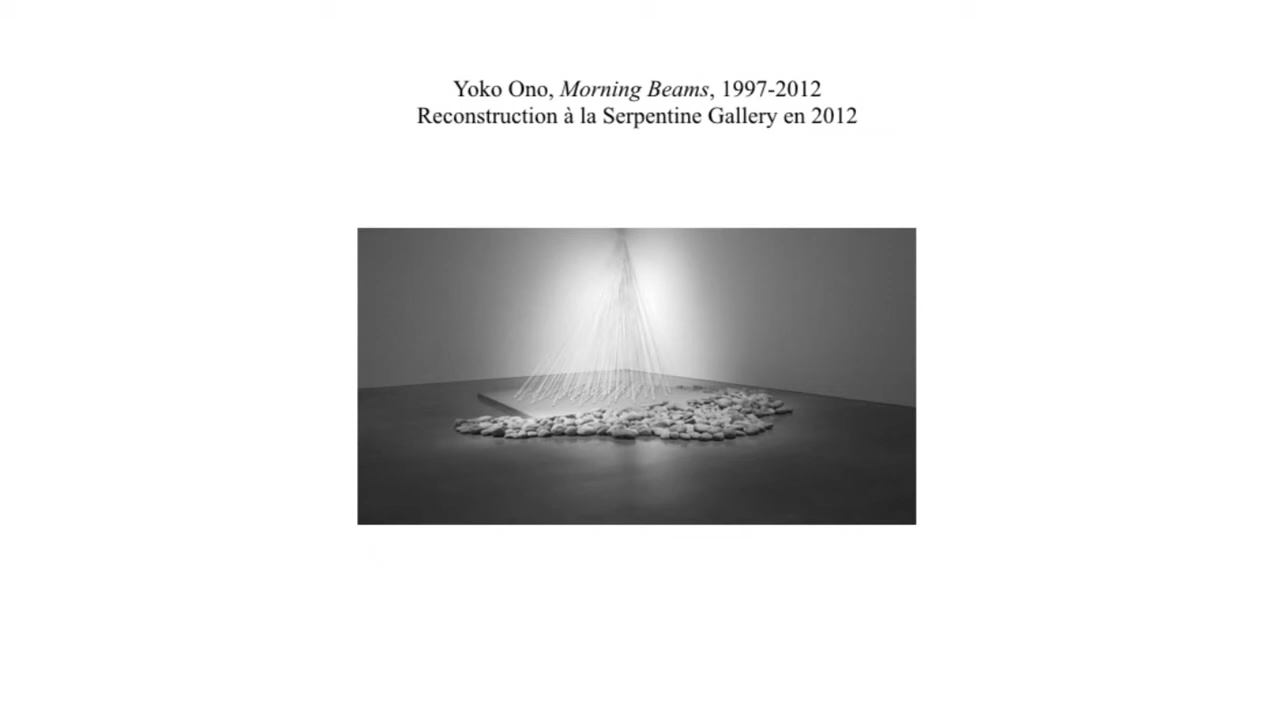 Yoko Ono, Morning Beams, 1997-2012
Reconstruction à la Serpentine Gallery en 2012